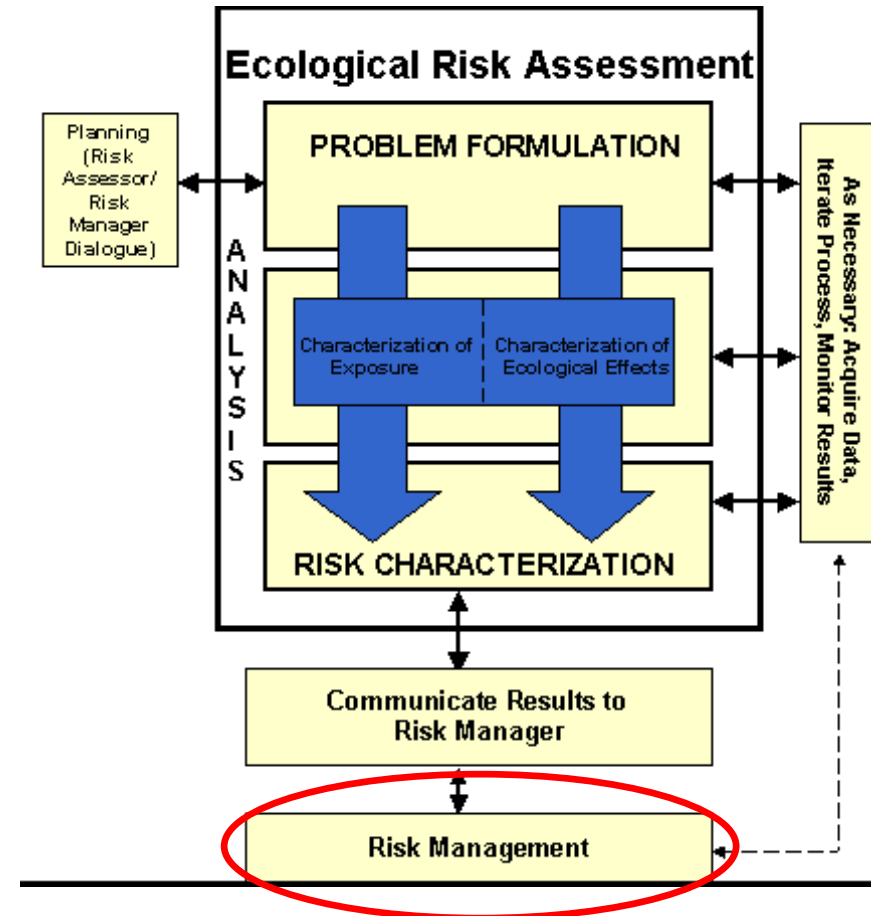 Ecological Risk Assessment
Planning
(Risk
Assessor/
Risk
Manager
Dialogue)
PROBLEM FORMULATION
As Necessary: Acquire Data,
Iterate Process, Monitor Results
ANALYSIS
Characterization of
Exposure
Characterization of
Ecological Effects
RISK CHARACTERIZATION
Communicate Results to
Risk Manager
Risk Management